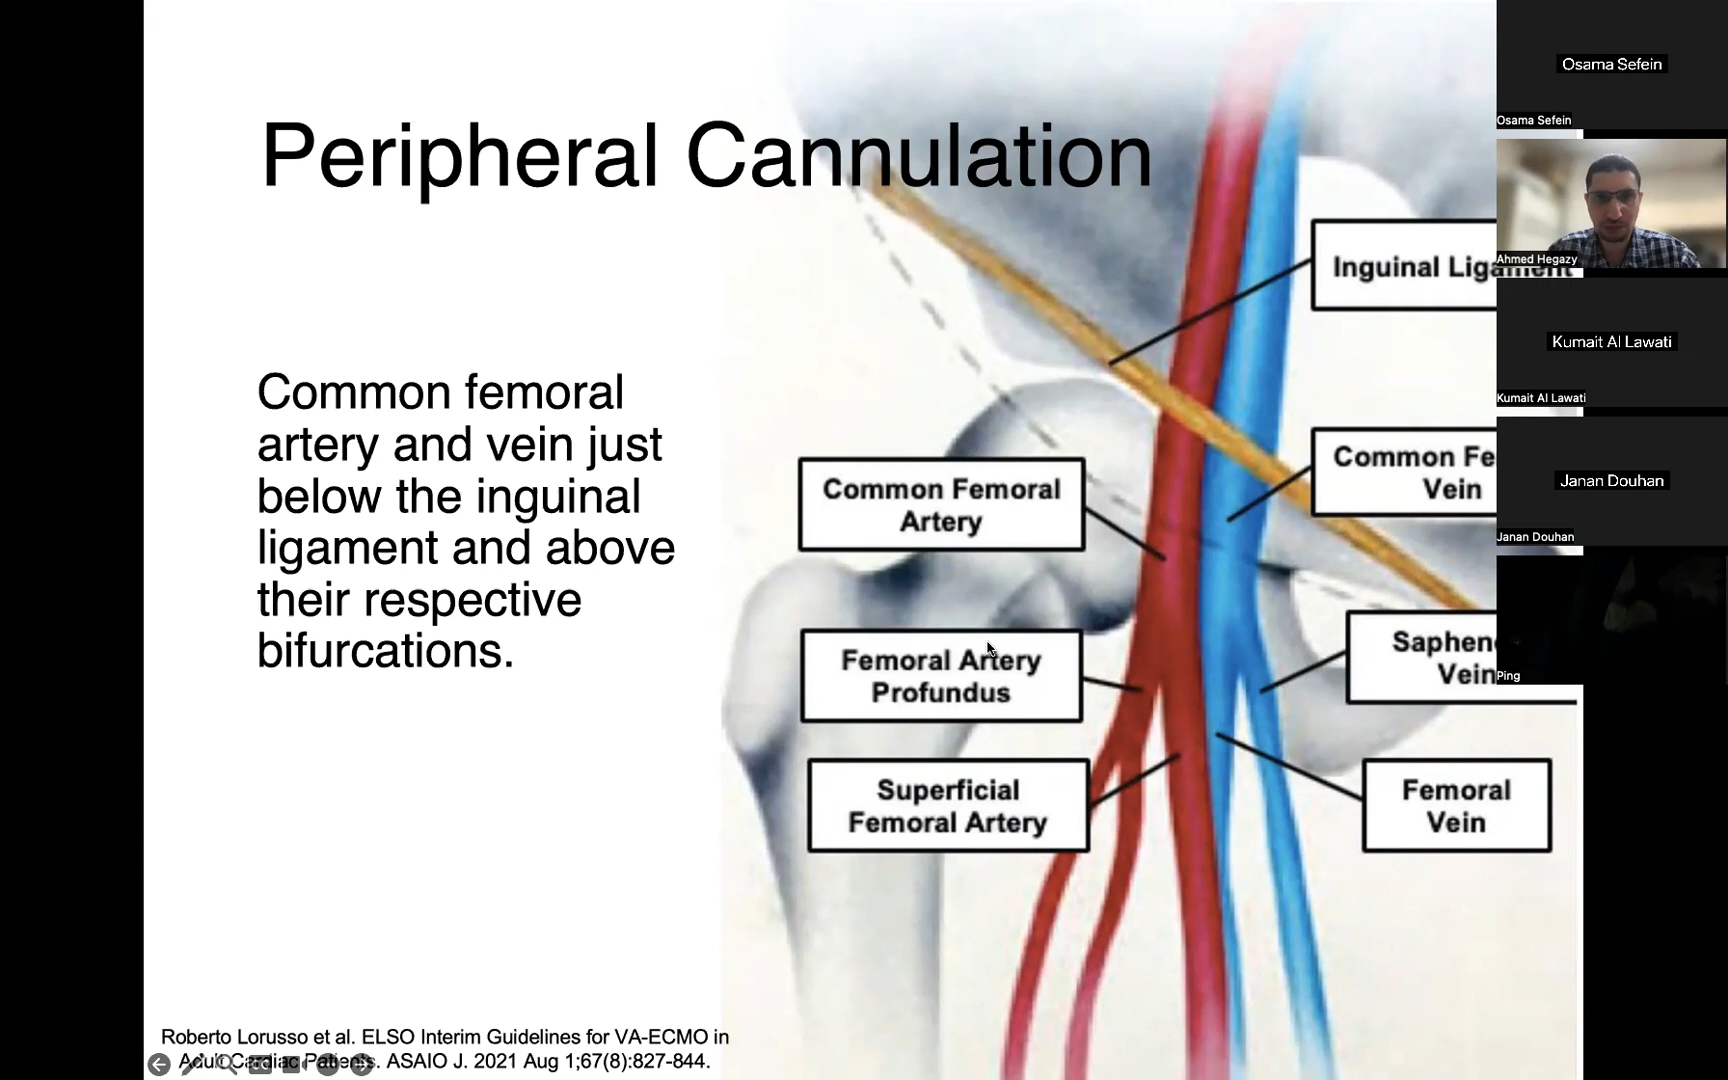 Peripheral Cannulation
Common femoral
artery and vein just
below the inguinal
ligament and above
their respective
bifurcations.
Inguinal Ligament
Common Fe
Vein
Common Femoral
Artery
Femoral Artery
Profundus
Saphen
Vein
Superficial
Femoral Artery
Femoral
Vein
Roberto Lorusso et al. ELSO Interim Guidelines for VA-ECMO in
Adult Cardiac Patients. ASAIO J. 2021 Aug 1;67(8):827-844.
Osama Sefein
Osama Sefein
Ahmed Hegazy
Kumait Al Lawati
Kumait Al Lawati
Janan Douhan
Janan Douhan
Ping